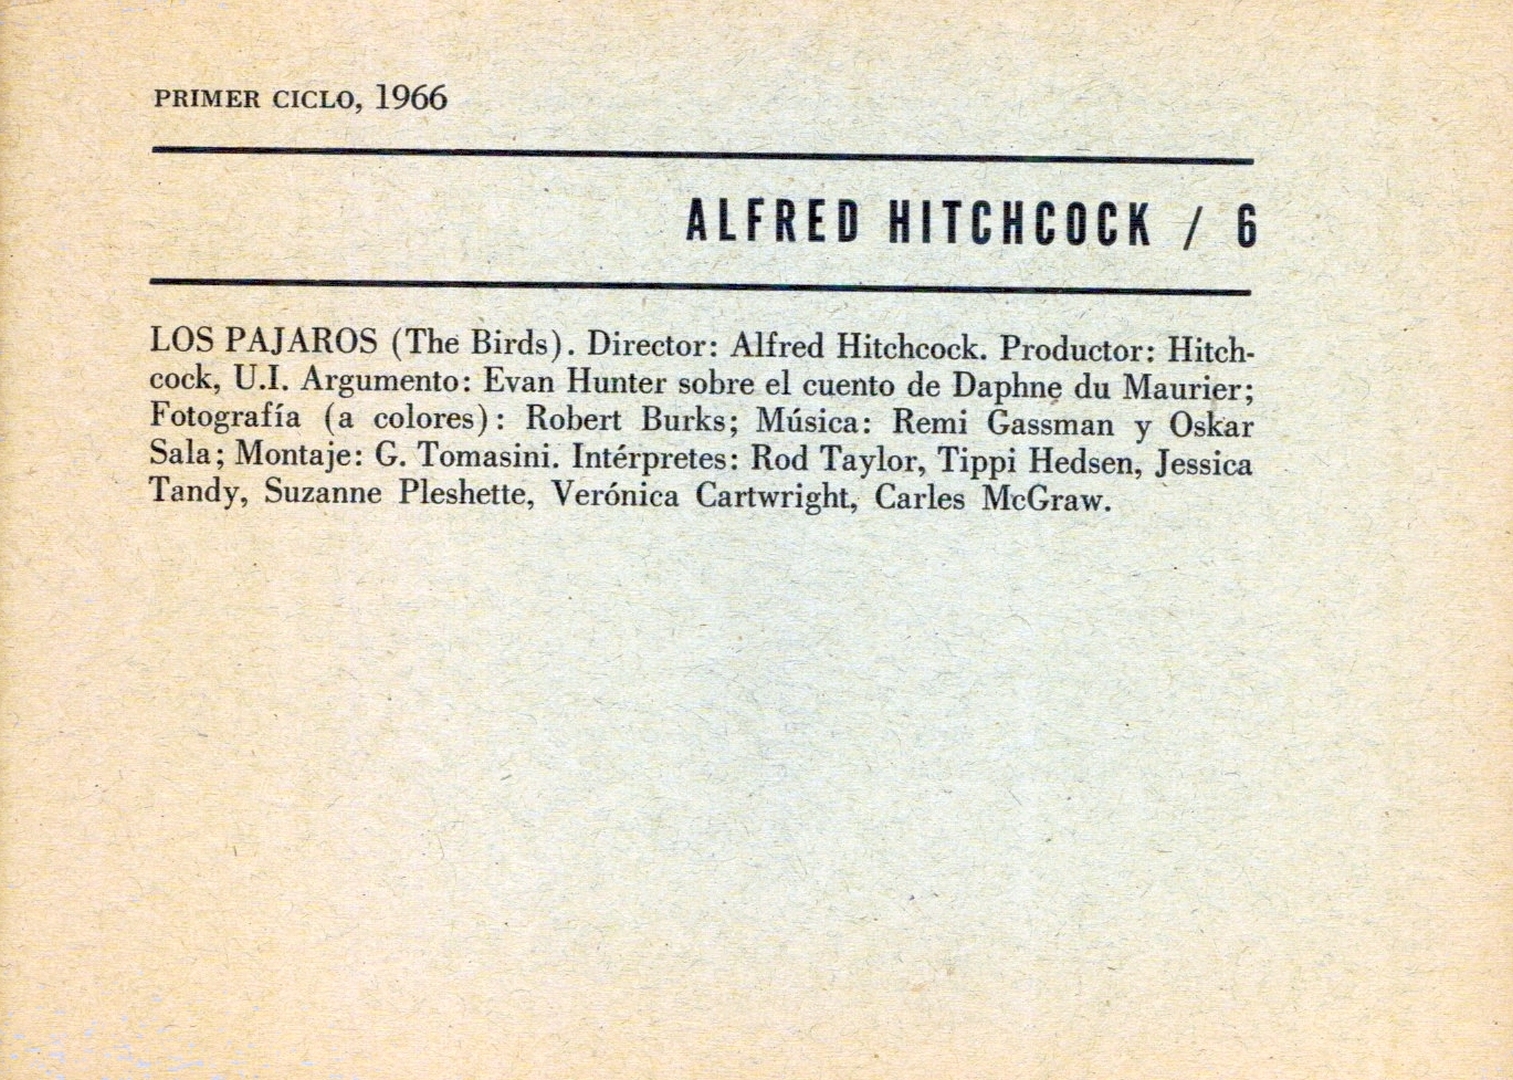 PRIMER CICLO, 1966
ALFRED HITCHCOCK / 6
LOS PAJAROS (The Birds). Director: Alfred Hitchcock. Productor: Hitch-
cock, U.I. Argumento: Evan Hunter sobre el cuento de Daphne du Maurier;
Fotografía (a colores): Robert Burks; Música: Remi Gassman y Oskar
Sala; Montaje: G. Tomasini. Intérpretes: Rod Taylor, Tippi Hedsen, Jessica
Tandy, Suzanne Pleshette, Verónica Cartwright, Carles McGraw.